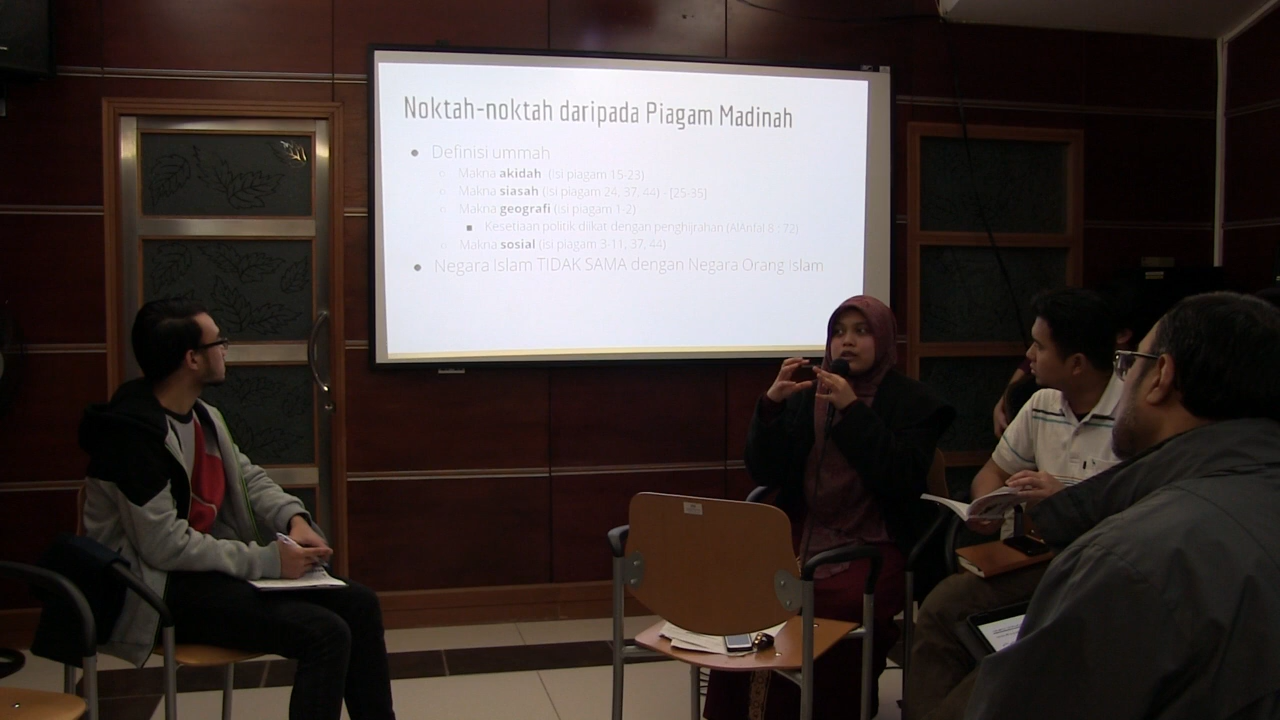 Noktah-noktah daripada Piagam Madinah
Definisi ummah
Makna akidah (isi piagam 15-23)
Makna siasah (isi piagam 24, 37, 44) - [25-35]
Makna geografi (isi piagam 1-2)
Kesetiaan politik diikat dengan penghijrahan (AlAnfal 8 : 72)
Makna sosial (isi piagam 3-11, 37, 44)
Negara Islam TIDAK SAMA dengan Negara Orang Islam